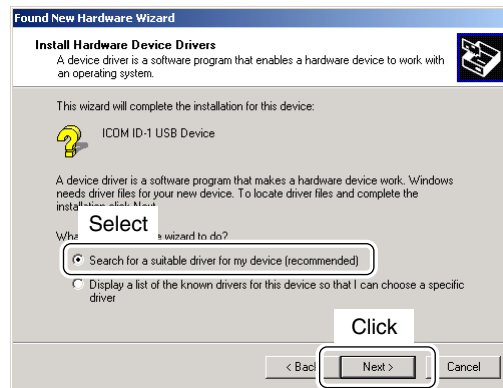 Found New Hardware Wizard
Install Hardware Device Drivers
A device driver is a software program that enables a hardware device to work with
an operating system.
This wizard will complete the installation for this device:
ICOM ID-1 USB Device
A device driver is a software program that makes a hardware device work. Windows
needs driver files for your new device. To locate driver files and complete the
click Next
Select
wizard to do?
Search for a suitable driver for my device (recommended)
Display a list of the known drivers for this device so that I can choose a specific
driver
Click
< Back
Next >
Cancel